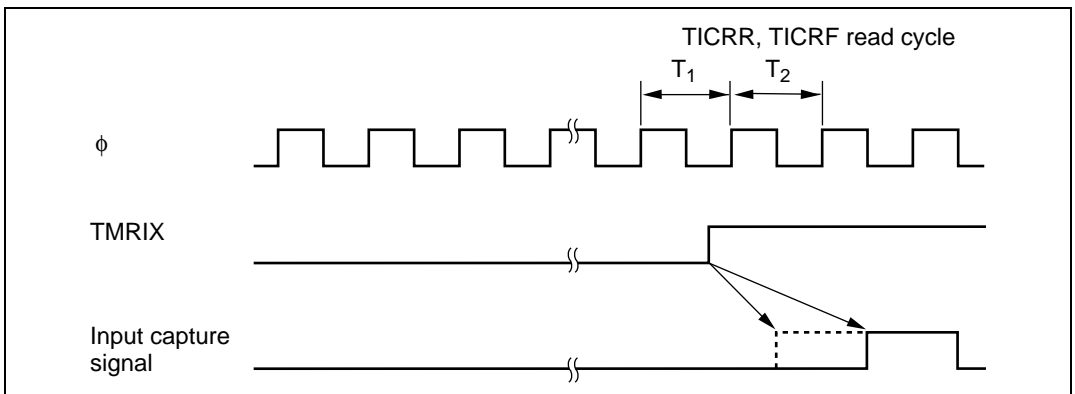 TICRR, TICRF read cycle
T₁ T₂
ϕ
TMRIX
Input capture
signal